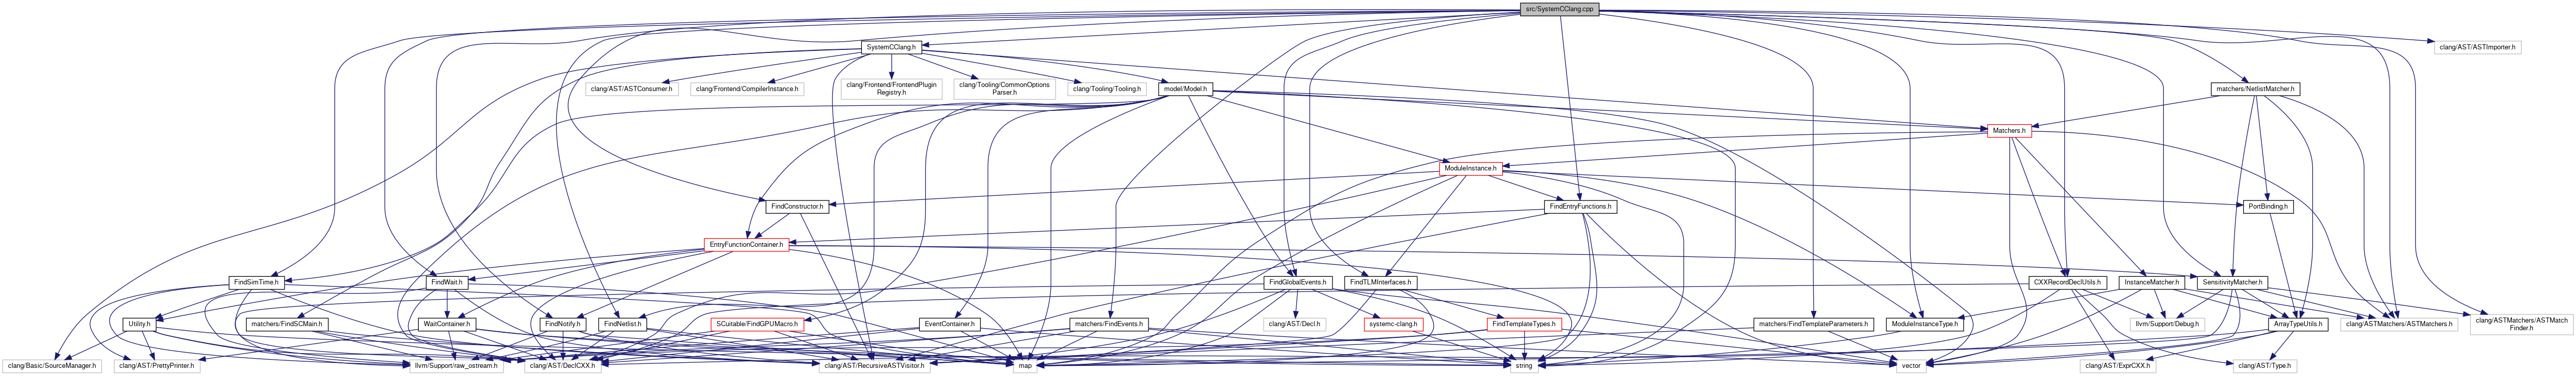 src/SystemCClang.cpp
SystemCClang.h
clang/AST/ASTImporter.h
clang/AST/ASTConsumer.h
clang/Frontend/CompilerInstance.h
clang/Frontend/FrontendPlugin
Registry.h
clang/Tooling/CommonOptions
Parser.h
clang/Tooling/Tooling.h
model/Model.h
matchers/NetlistMatcher.h
Matchers.h
ModuleInstance.h
FindConstructor.h
FindEntryFunctions.h
PortBinding.h
EntryFunctionContainer.h
FindSimTime.h
FindWait.h
FindGlobalEvents.h
FindTLMInterfaces.h
CXXRecordDeclUtils.h
InstanceMatcher.h
SensitivityMatcher.h
Utility.h
matchers/FindSCMain.h
WaitContainer.h
FindNotify.h
FindNetlist.h
SCuitable/FindGPUMacro.h
EventContainer.h
matchers/FindEvents.h
clang/AST/Decl.h
systemc-clang.h
FindTemplateTypes.h
matchers/FindTemplateParameters.h
ModuleInstanceType.h
llvm/Support/Debug.h
ArrayTypeUtils.h
clang/ASTMatchers/ASTMatchers.h
clang/ASTMatchers/ASTMatch
Finder.h
clang/Basic/SourceManager.h
clang/AST/PrettyPrinter.h
llvm/Support/raw_ostream.h
clang/AST/DeclCXX.h
clang/AST/RecursiveASTVisitor.h
map
string
vector
clang/AST/ExprCXX.h
clang/AST/Type.h